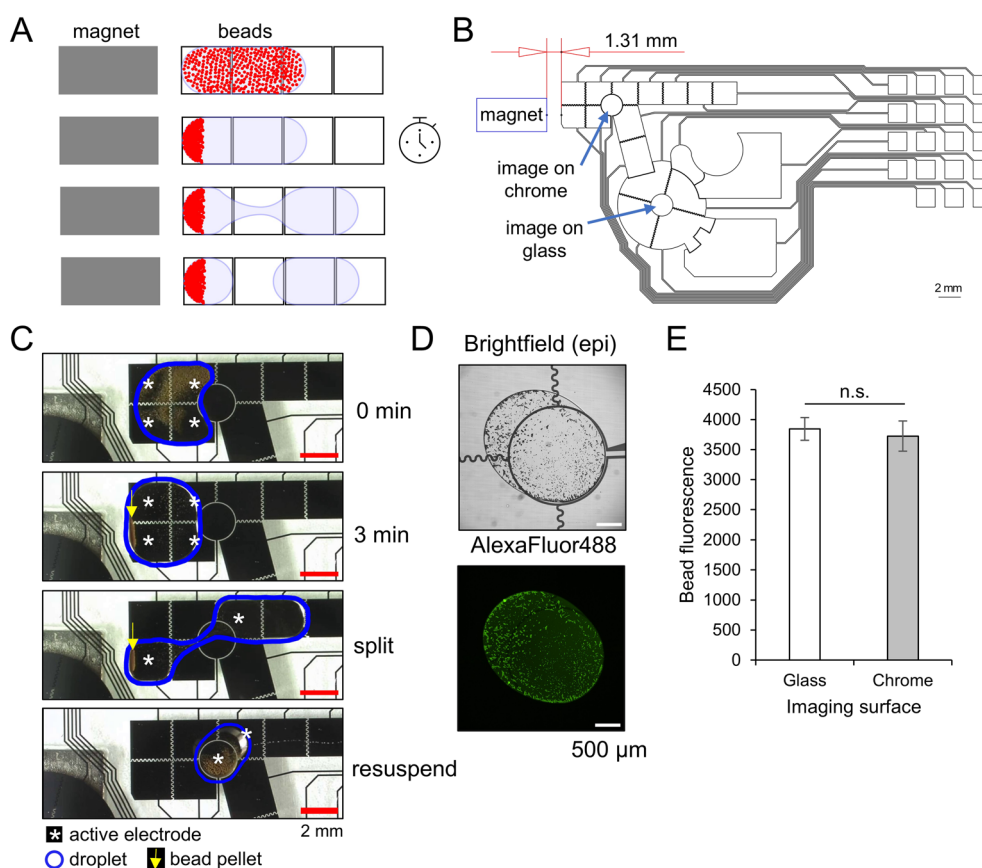 A
magnet
beads
B
1.31 mm
magnet
image on
chrome
image on
glass
2 mm
C
0 min
3 min
split
resuspend
2 mm
* active electrode
droplet
bead pellet
D
Brightfield (epi)
AlexaFluor488
500 µm
E
n.s.
4500
4000
3500
3000
2500
2000
1500
1000
500
0
Bead fluorescence
Glass
Chrome
Imaging surface